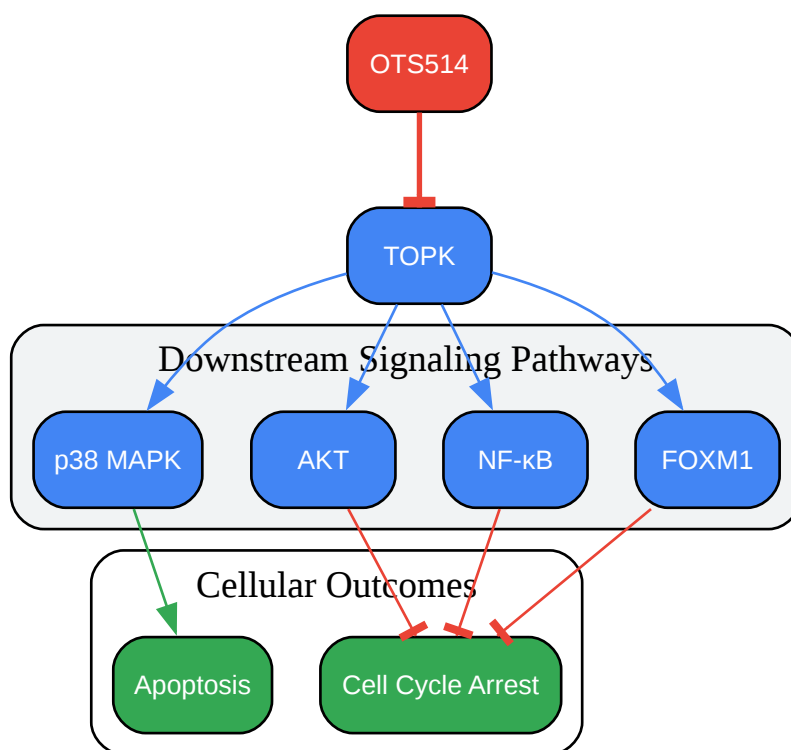 OTS514
TOPK
Downstream Signaling Pathways
p38 MAPK
AKT
NF-κB
FOXM1
Cellular Outcomes
Apoptosis
Cell Cycle Arrest